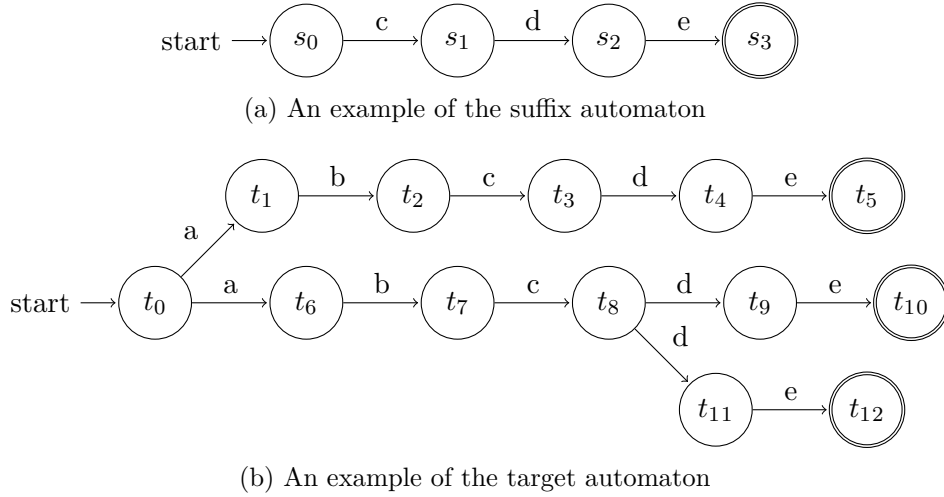 start s₀ c s₁ d s₂ e s₃
(a) An example of the suffix automaton
t₁ b t₂ c t₃ d t₄ e t₅
a
start t₀ a t₆ b t₇ c t₈ d t₉ e t₁₀
d
t₁₁ e t₁₂
(b) An example of the target automaton